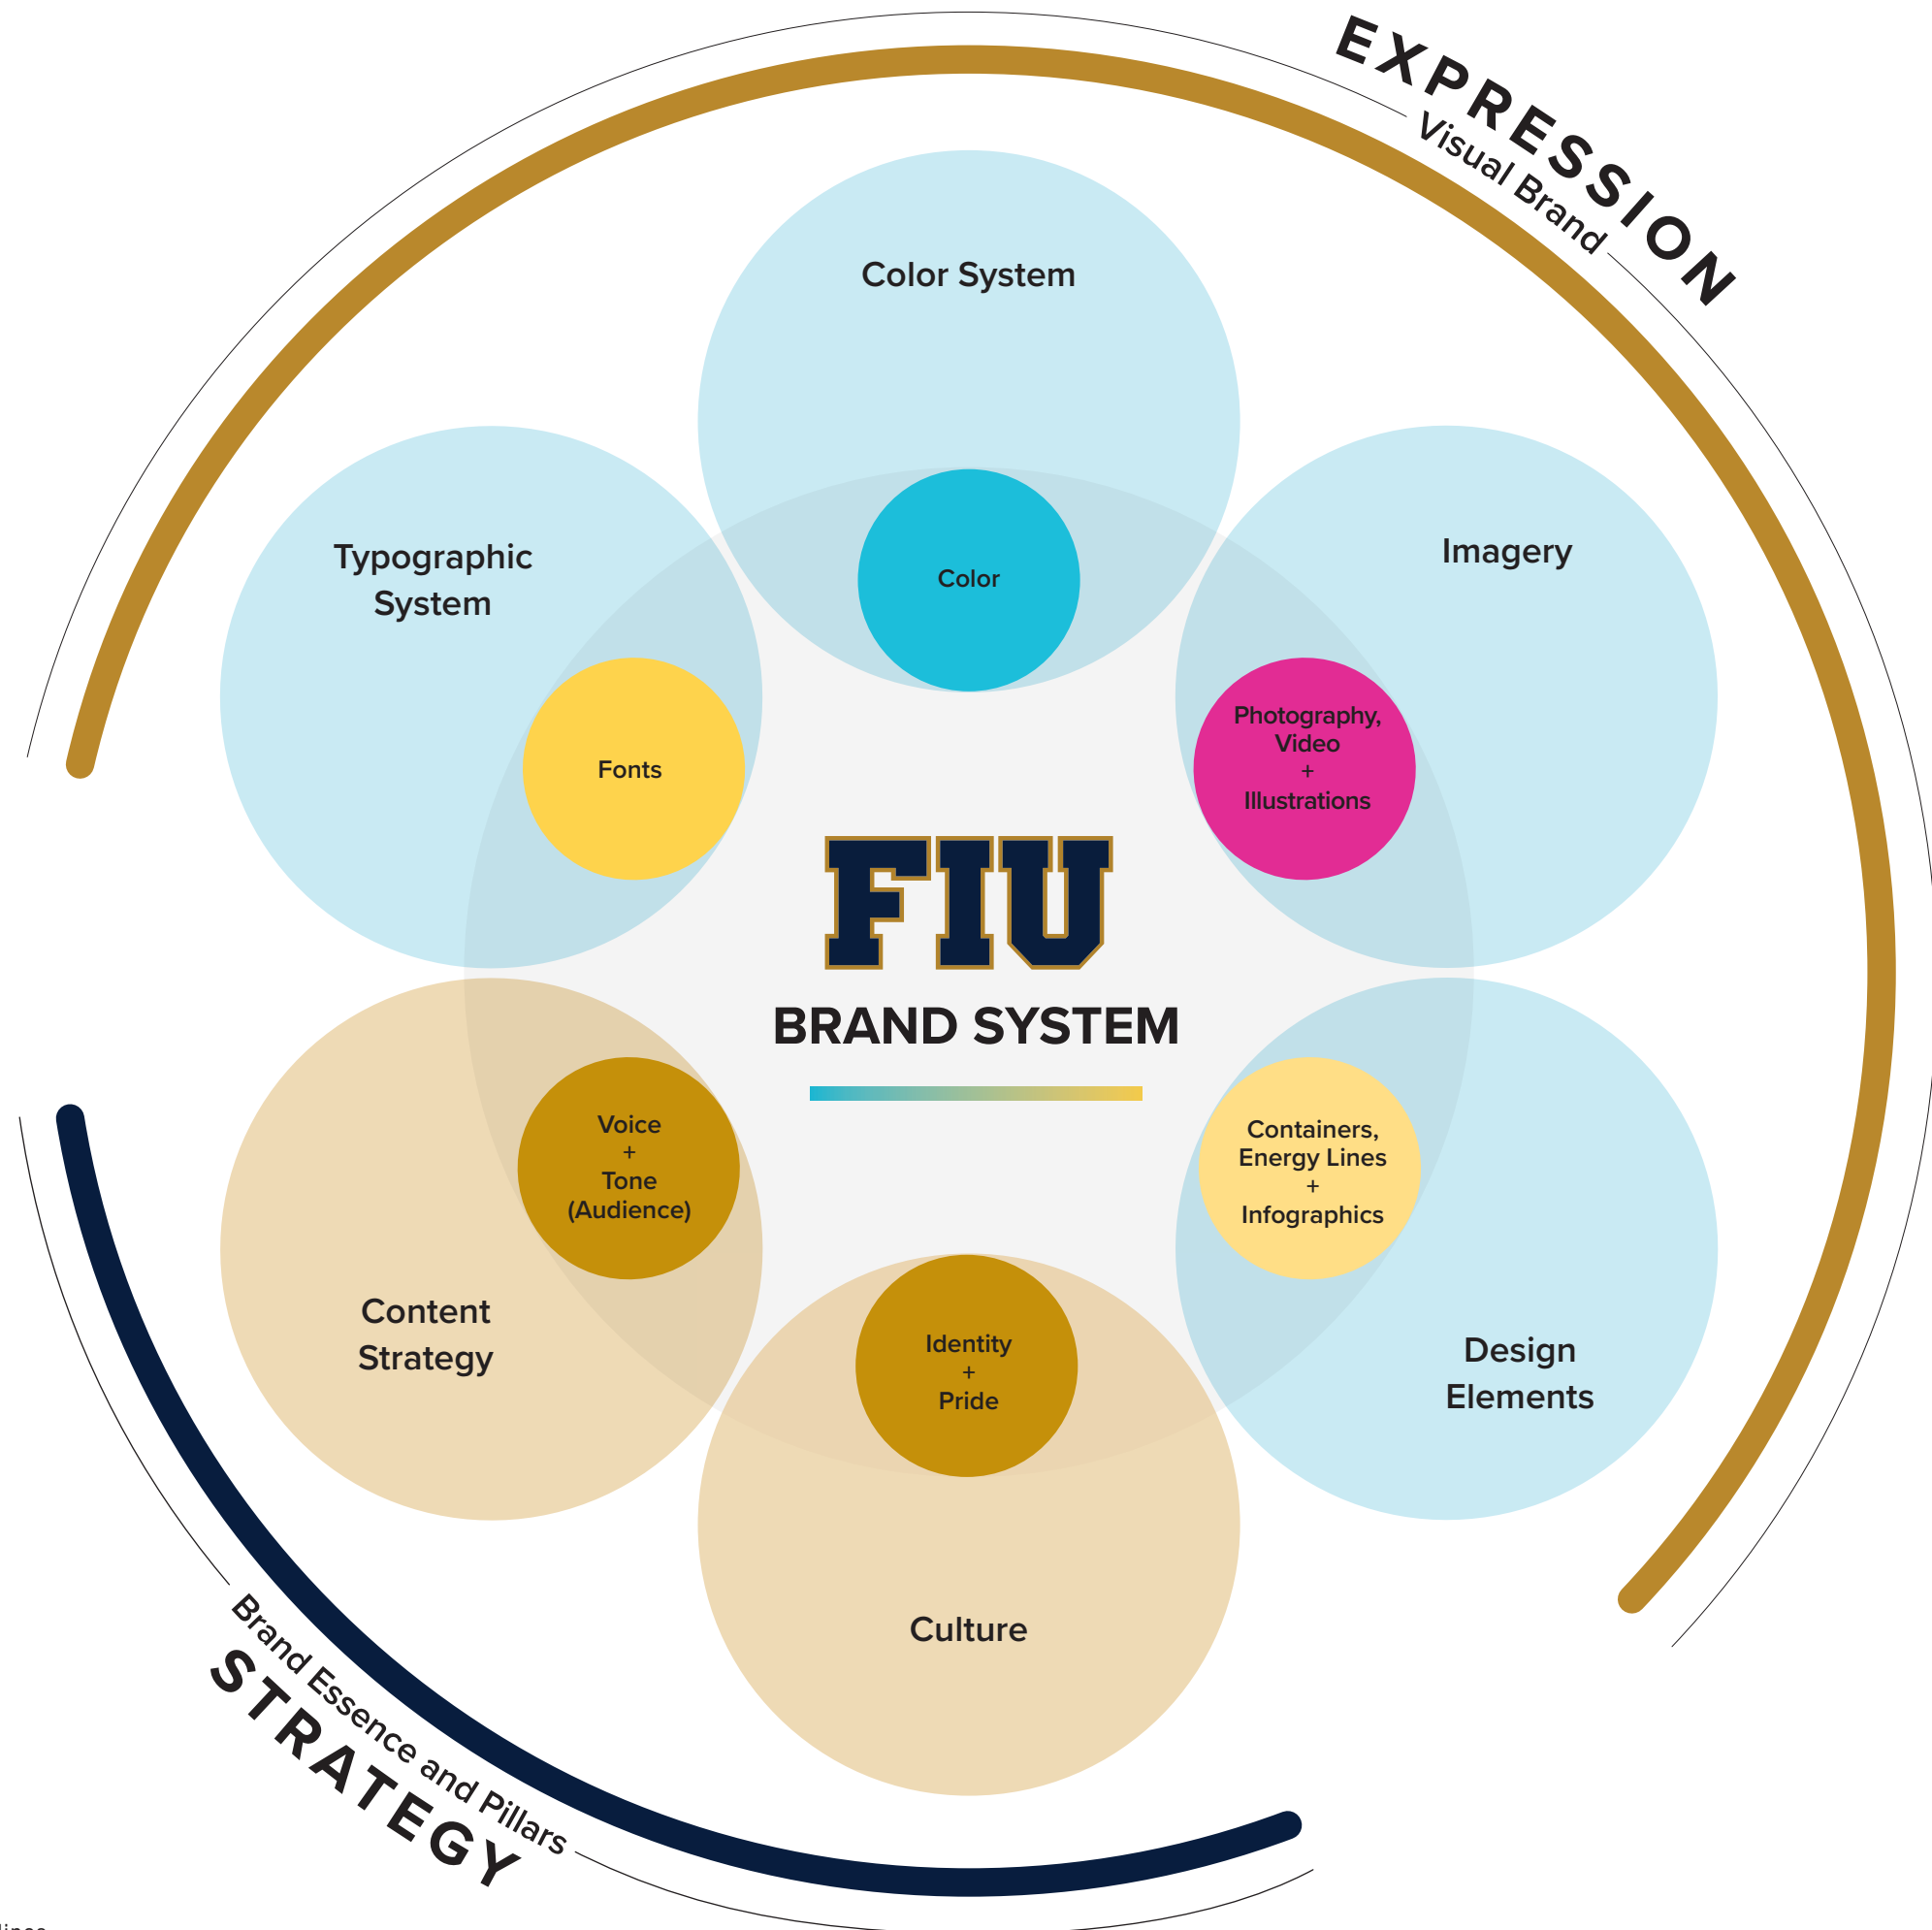 EXPRESSION
Visual Brand
Color System
Color
Typographic
System
Fonts
Imagery
Photography,
Video
+
Illustrations
FIU
BRAND SYSTEM
Voice
+
Tone
(Audience)
Content
Strategy
Containers,
Energy Lines
+
Infographics
Design
Elements
Identity
+
Pride
Culture
Brand Essence and Pillars
STRATEGY